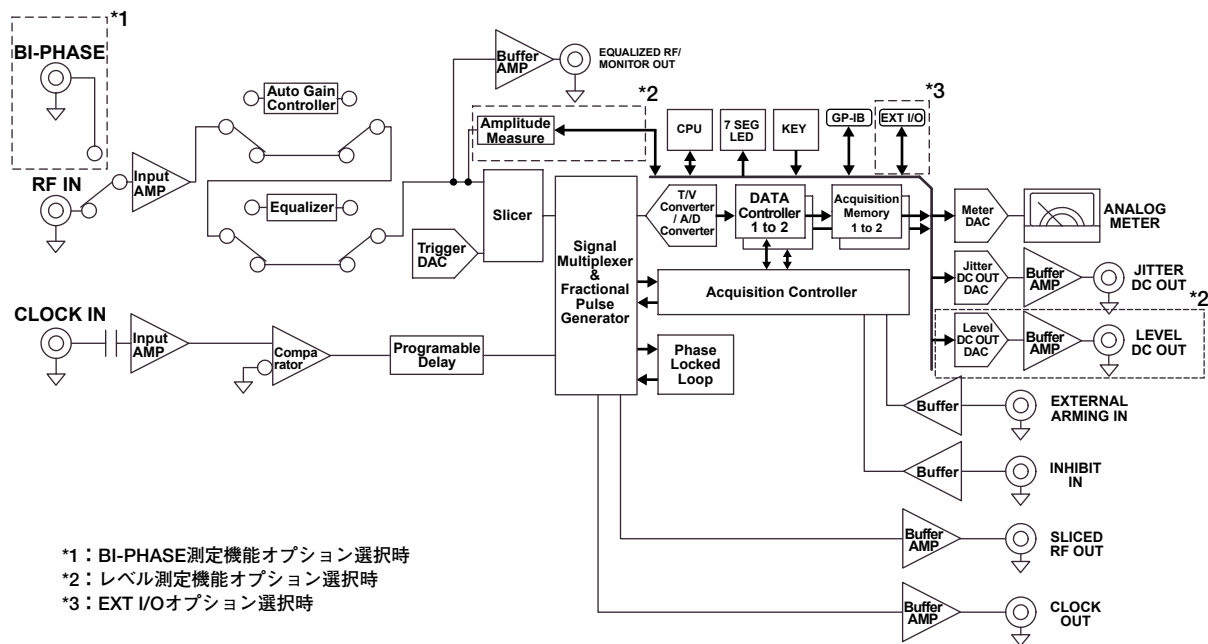 *1
BI-PHASE
RF IN
Input
AMP
Auto Gain
Controller
Equalizer
Buffer
AMP
EQUALIZED RF/
MONITOR OUT
*2
Amplitude
Measure
CPU
7 SEG
LED
KEY
GP-IB
*3
EXT I/O
Slicer
Trigger
DAC
Signal
Multiplexer
&
Fractional
Pulse
Generator
T/V
Converter
/ A/D
Converter
DATA
Controller
1 to 2
Acquisition
Memory
1 to 2
Meter
DAC
ANALOG
METER
Jitter
DC OUT
DAC
Buffer
AMP
JITTER
DC OUT
*2
Level
DC OUT
DAC
Buffer
AMP
LEVEL
DC OUT
Acquisition Controller
CLOCK IN
Input
AMP
Compa
rator
Programable
Delay
Phase
Locked
Loop
Buffer
EXTERNAL
ARMING IN
Buffer
INHIBIT
IN
Buffer
AMP
SLICED
RF OUT
Buffer
AMP
CLOCK
OUT
*1：BI-PHASE測定機能オプション選択時
*2：レベル測定機能オプション選択時
*3：EXT I/Oオプション選択時